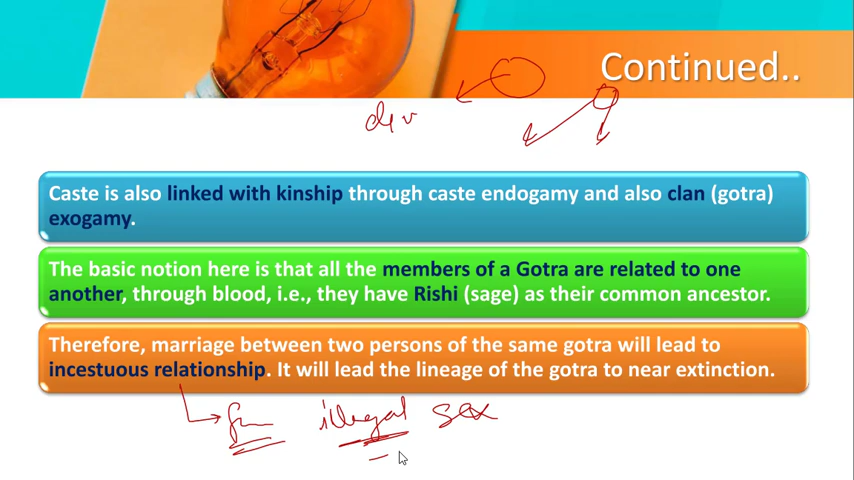 Continued..
Caste is also linked with kinship through caste endogamy and also clan (gotra)
exogamy.
The basic notion here is that all the members of a Gotra are related to one
another, through blood, i.e., they have Rishi (sage) as their common ancestor.
Therefore, marriage between two persons of the same gotra will lead to
incestuous relationship. It will lead the lineage of the gotra to near extinction.
illegal sex